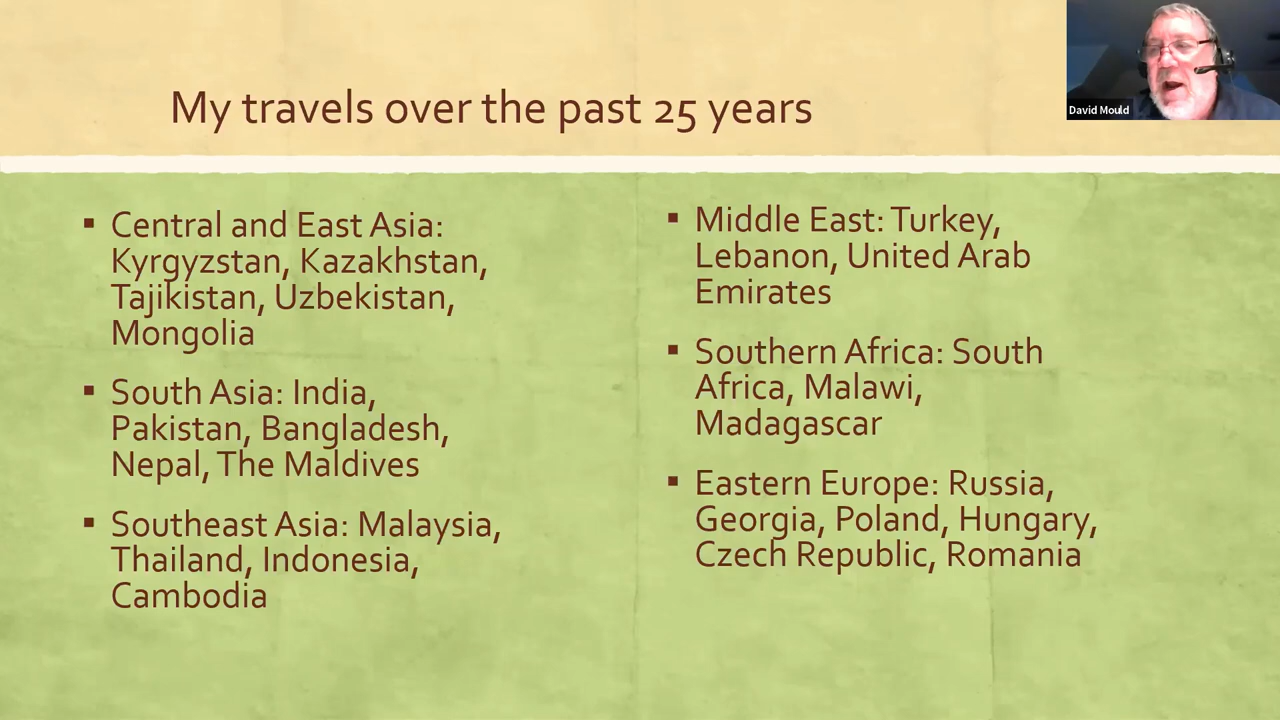 My travels over the past 25 years
David Mould
▪ Central and East Asia:
Kyrgyzstan, Kazakhstan,
Tajikistan, Uzbekistan,
Mongolia
▪ South Asia: India,
Pakistan, Bangladesh,
Nepal, The Maldives
▪ Southeast Asia: Malaysia,
Thailand, Indonesia,
Cambodia
▪ Middle East: Turkey,
Lebanon, United Arab
Emirates
▪ Southern Africa: South
Africa, Malawi,
Madagascar
▪ Eastern Europe: Russia,
Georgia, Poland, Hungary,
Czech Republic, Romania